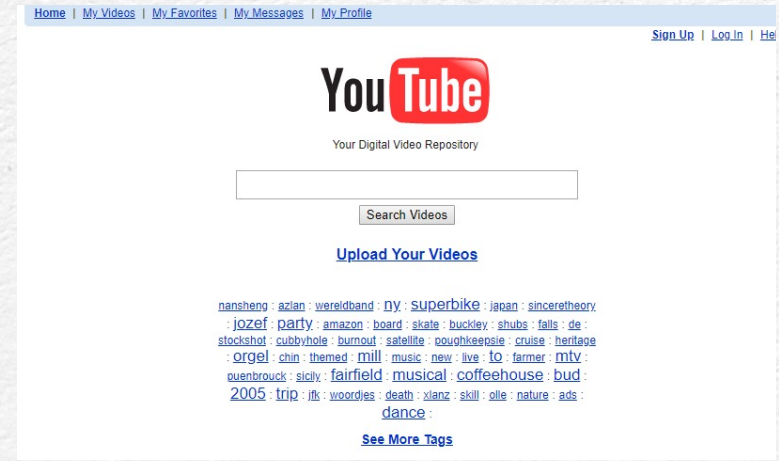 Home | My Videos | My Favorites | My Messages | My Profile
Sign Up | Log In | Hel
YouTube
Your Digital Video Repository
Search Videos
Upload Your Videos
nansheng : azlan : wereldband : ny : superbike : japan : sinceretheory
: jozef : party : amazon : board : skate : buckley : shubs : falls : de :
stockshot : cubbyhole : burnout : satellite : poughkeepsie : cruise : heritage
: orgel : chin : themed : mill : music : new : live : to : farmer : mtv :
puenbrouck : sicily : fairfield : musical : coffeehouse : bud :
2005 : trip : jfk : woordjes : death : xlanz : skill : olle : nature : ads :
dance :
See More Tags